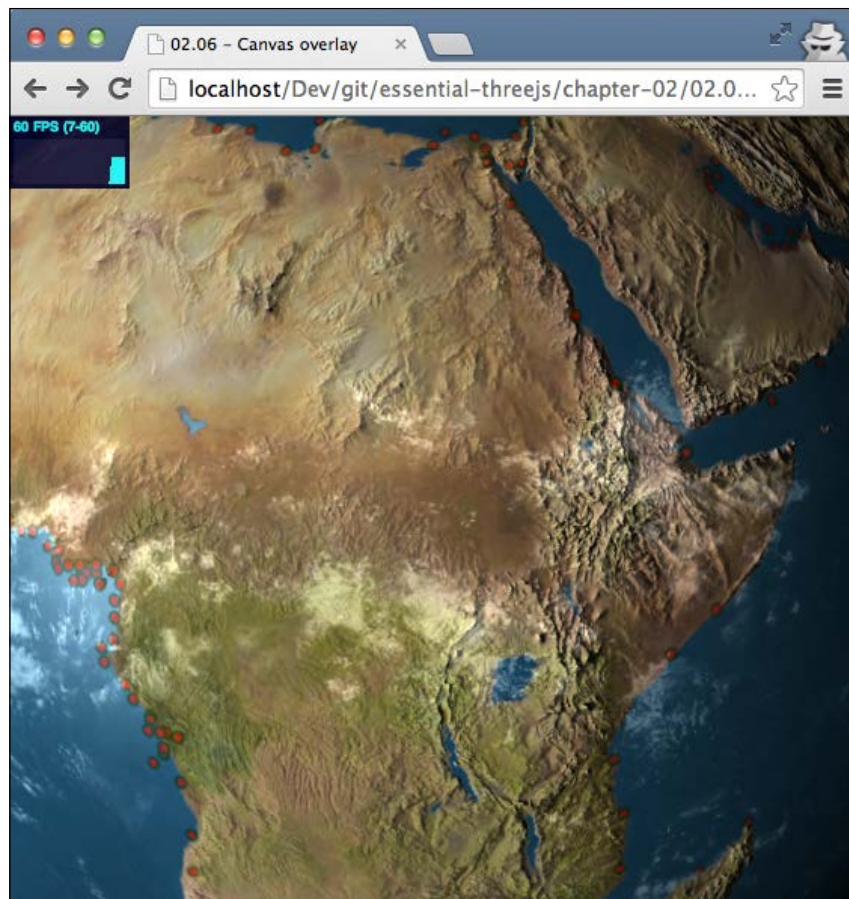 02.06 – Canvas overlay
localhost/Dev/git/essential-threejs/chapter-02/02.0...
60 FPS (7-60)